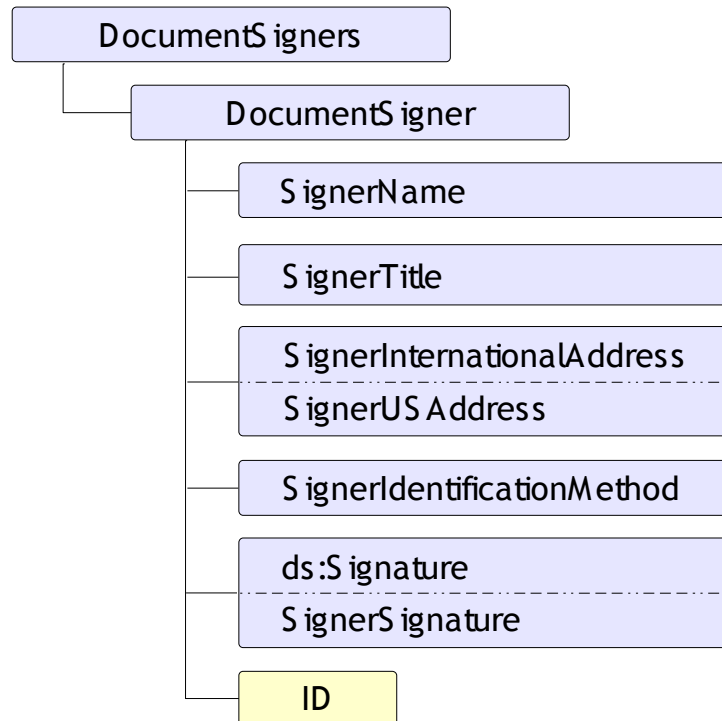 DocumentSigners
DocumentSigner
SignerName
SignerTitle
SignerInternationalAddress
SignerUSAddress
SignerIdentificationMethod
ds:Signature
SignerSignature
ID